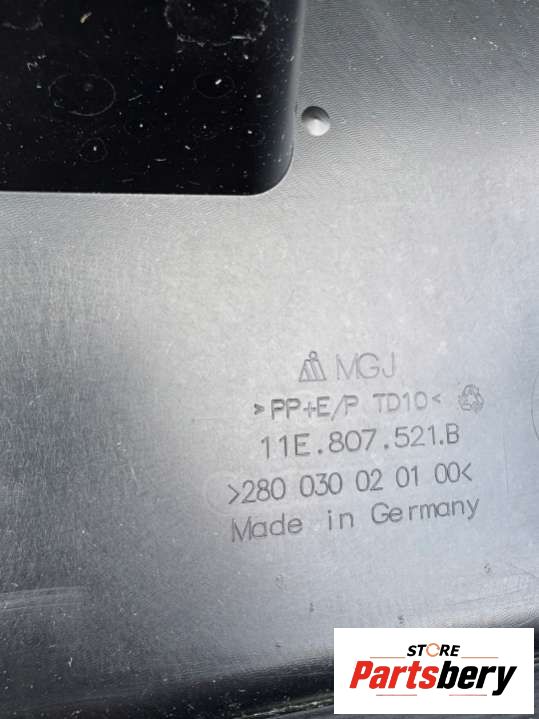 MGJ
>PP+E/P TD10<
11E.807.521.B
>280 030 02 01 00<
Made in Germany
STORE
Partsbery